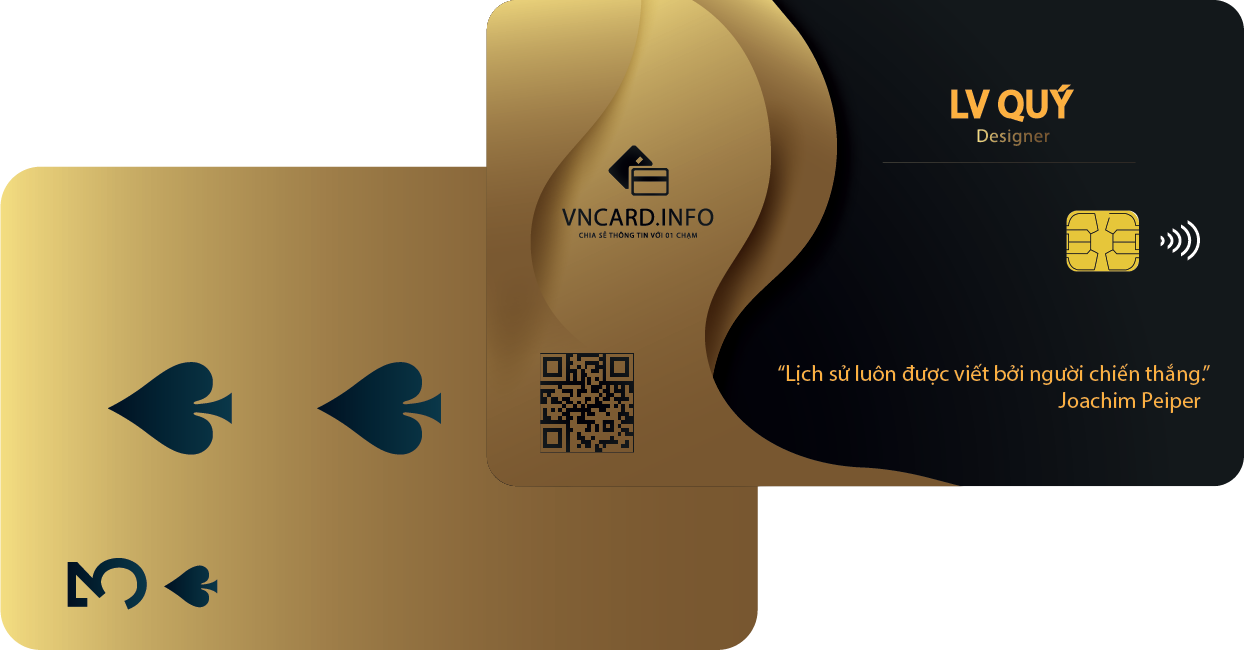 LV QUÝ
Designer
VNCARD.INFO
CHIA SẺ THÔNG TIN VỚI 01 CHẠM
“Lịch sử luôn được viết bởi người chiến thắng.”
Joachim Peiper
3